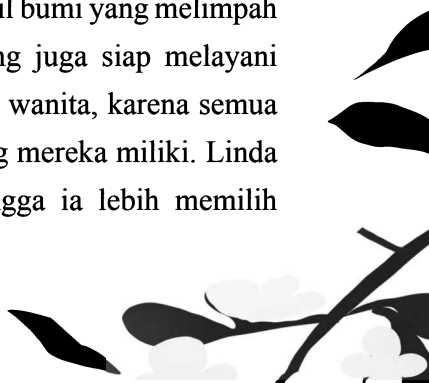 il bumi yang melimpah
ng juga siap melayani
wanita, karena semua
g mereka miliki. Linda
gga ia lebih memilih